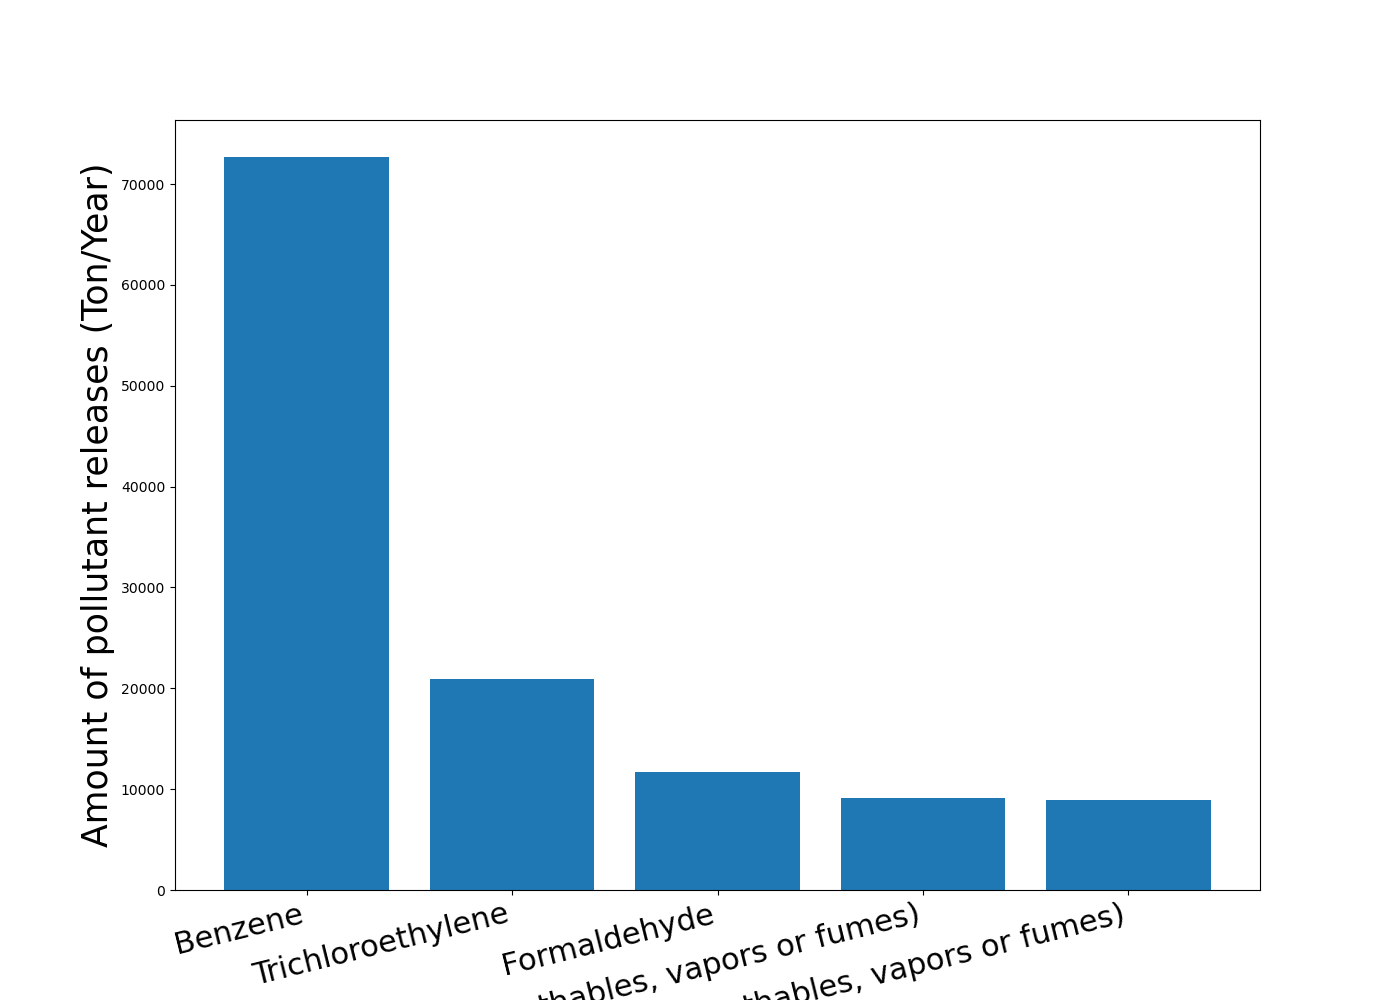 Amount of pollutant releases (Ton/Year)
70000
60000
50000
40000
30000
20000
10000
0
Benzene
Trichloroethylene
Formaldehyde
vapors or fumes)
vapors or fumes)